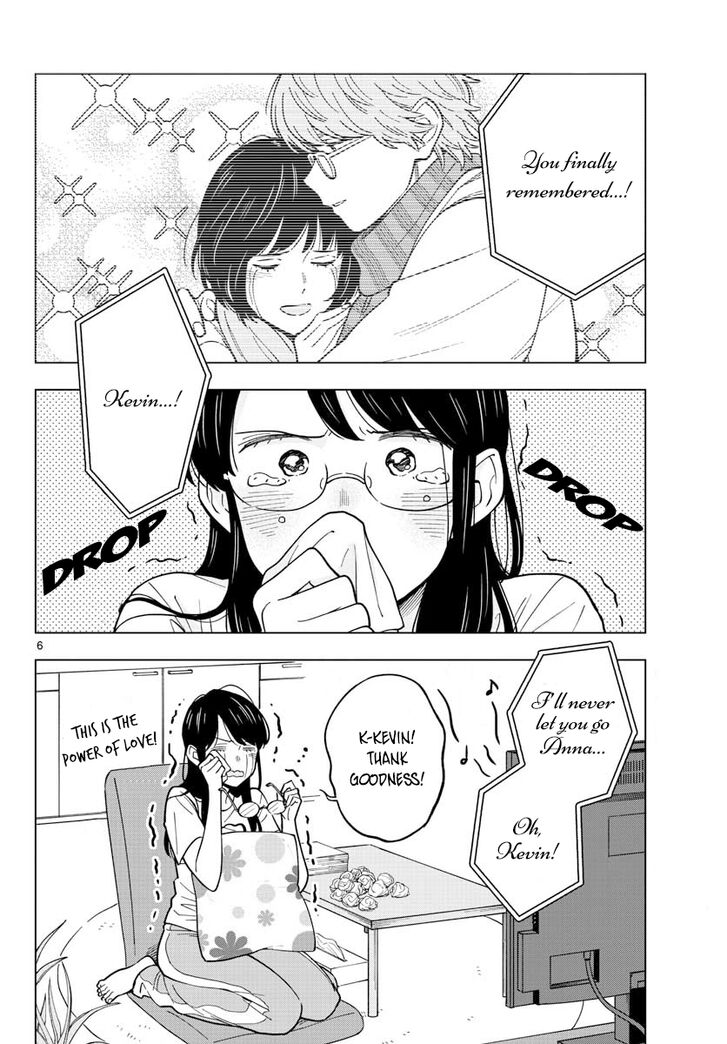 You finally
remembered...!
Kevin...!
DROP
DROP
6
I'll never
let you go
Anna...
Oh,
Kevin!
K-KEVIN!
THANK
GOODNESS!
THIS IS THE
POWER OF LOVE!